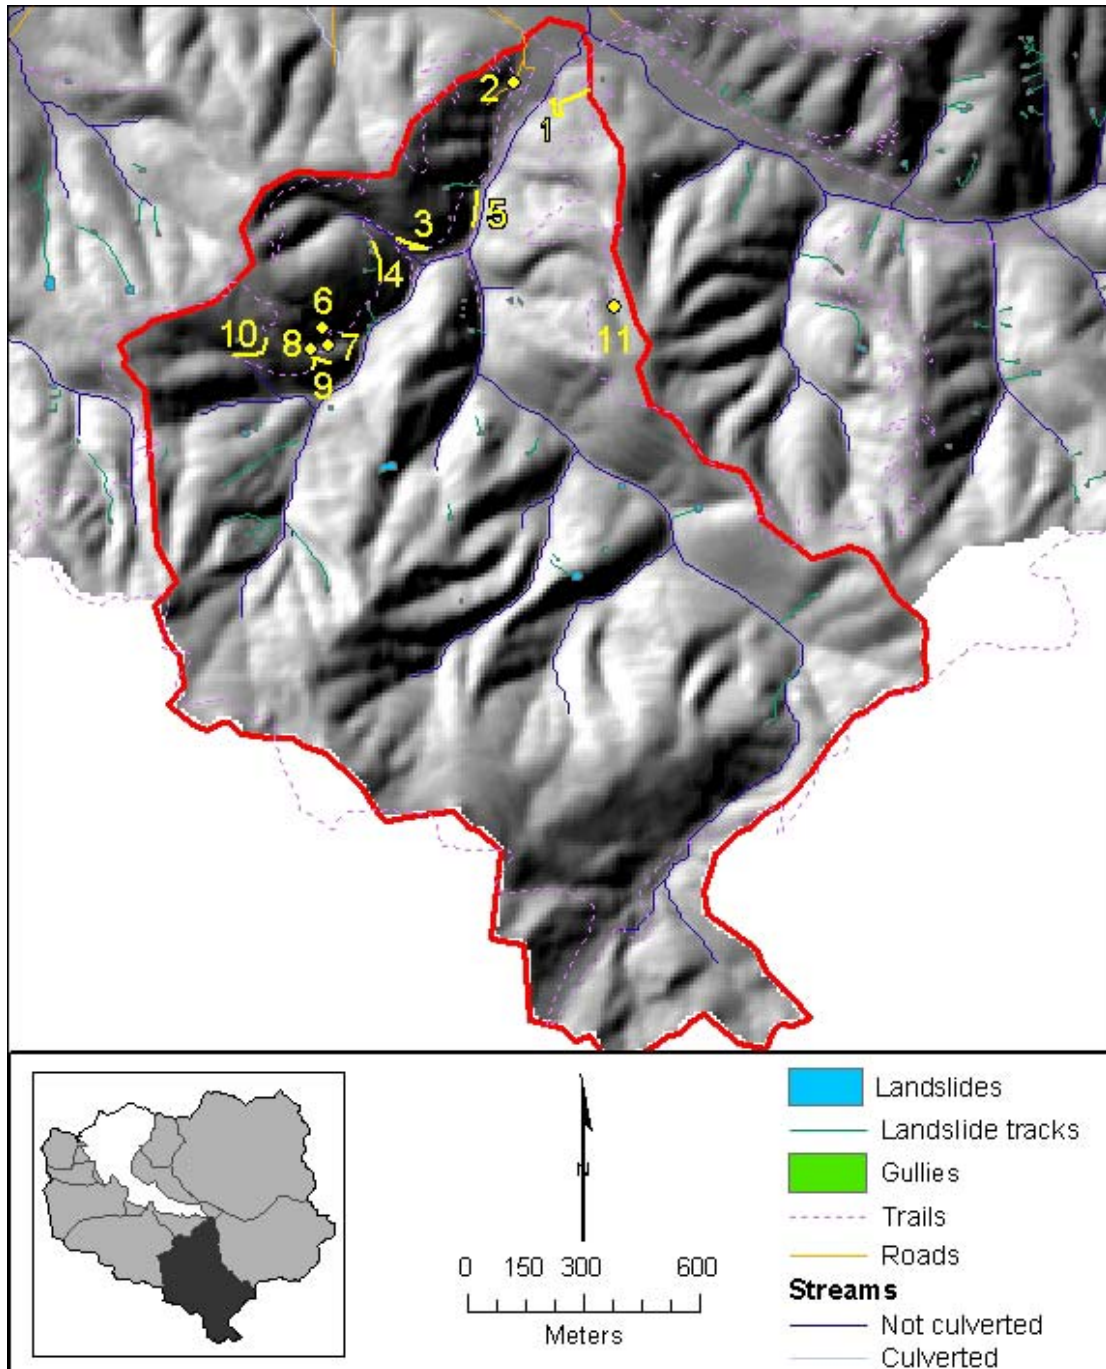 2
1
3
5
4
6
10
8
7
9
11
N
0 150 300 600
Meters
Landslides
Landslide tracks
Gullies
Trails
Roads
Streams
Not culverted
Culverted